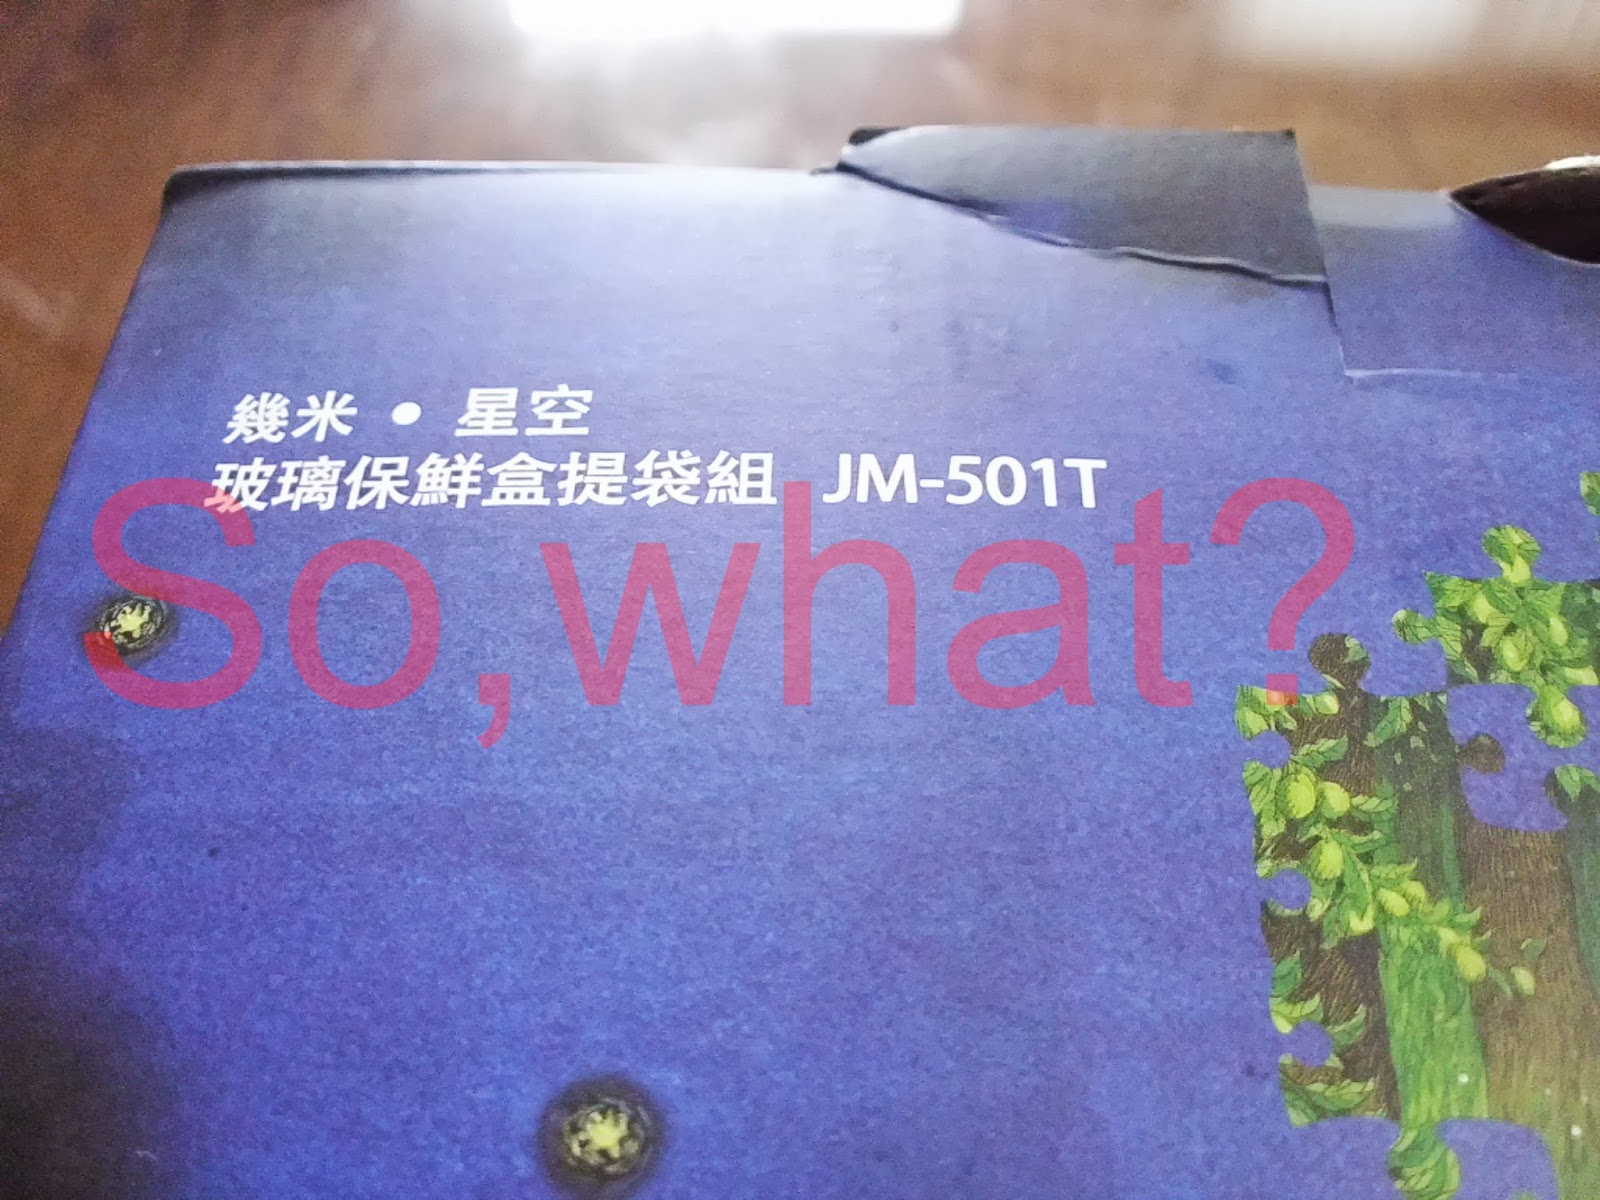 幾米 • 星空
玻璃保鮮盒提袋組 JM-501T
So,what?